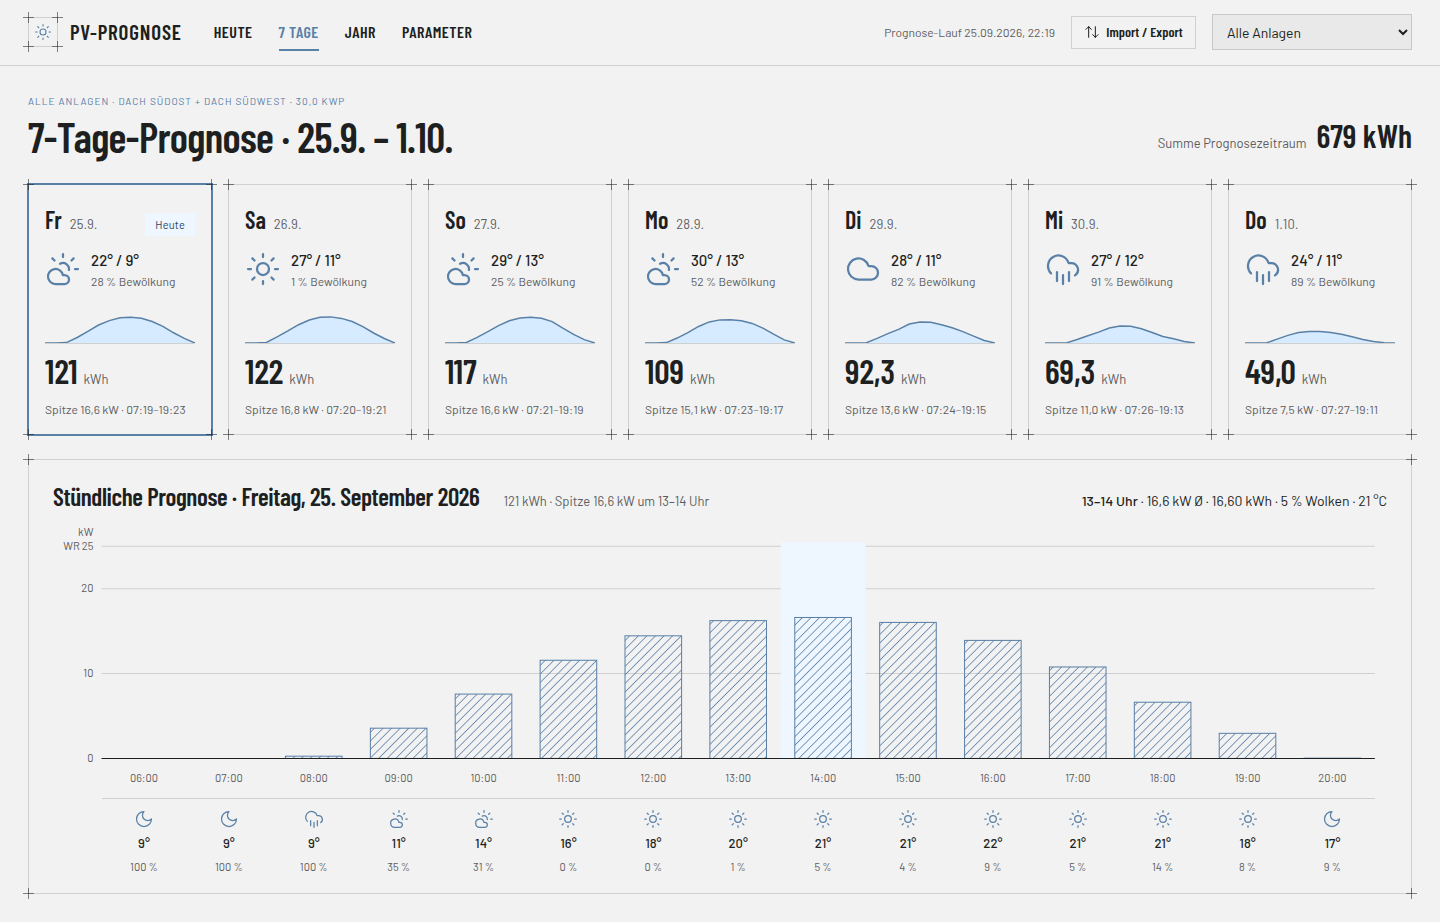 PV-PROGNOSE HEUTE 7 TAGE JAHR PARAMETER Prognose-Lauf 25.09.2026, 22:19 Import / Export Alle Anlagen
ALLE ANLAGEN · DACH SÜDOST + DACH SÜDWEST · 30,0 KWP
7-Tage-Prognose · 25.9. – 1.10. Summe Prognosezeitraum 679 kWh
Fr 25.9. Heute
22° / 9°
28 % Bewölkung
121 kWh
Spitze 16,6 kW · 07:19–19:23
Sa 26.9.
27° / 11°
1 % Bewölkung
122 kWh
Spitze 16,8 kW · 07:20–19:21
So 27.9.
29° / 13°
25 % Bewölkung
117 kWh
Spitze 16,6 kW · 07:21–19:19
Mo 28.9.
30° / 13°
52 % Bewölkung
109 kWh
Spitze 15,1 kW · 07:23–19:17
Di 29.9.
28° / 11°
82 % Bewölkung
92,3 kWh
Spitze 13,6 kW · 07:24–19:15
Mi 30.9.
27° / 12°
91 % Bewölkung
69,3 kWh
Spitze 11,0 kW · 07:26–19:13
Do 1.10.
24° / 11°
89 % Bewölkung
49,0 kWh
Spitze 7,5 kW · 07:27–19:11
Stündliche Prognose · Freitag, 25. September 2026 121 kWh · Spitze 16,6 kW um 13–14 Uhr 13–14 Uhr · 16,6 kW Ø · 16,60 kWh · 5 % Wolken · 21 °C
kW
WR 25
20
10
0
06:00 07:00 08:00 09:00 10:00 11:00 12:00 13:00 14:00 15:00 16:00 17:00 18:00 19:00 20:00
9° 9° 9° 11° 14° 16° 18° 20° 21° 21° 22° 21° 21° 18° 17°
100 % 100 % 100 % 35 % 31 % 0 % 0 % 1 % 5 % 4 % 9 % 5 % 14 % 8 % 9 %